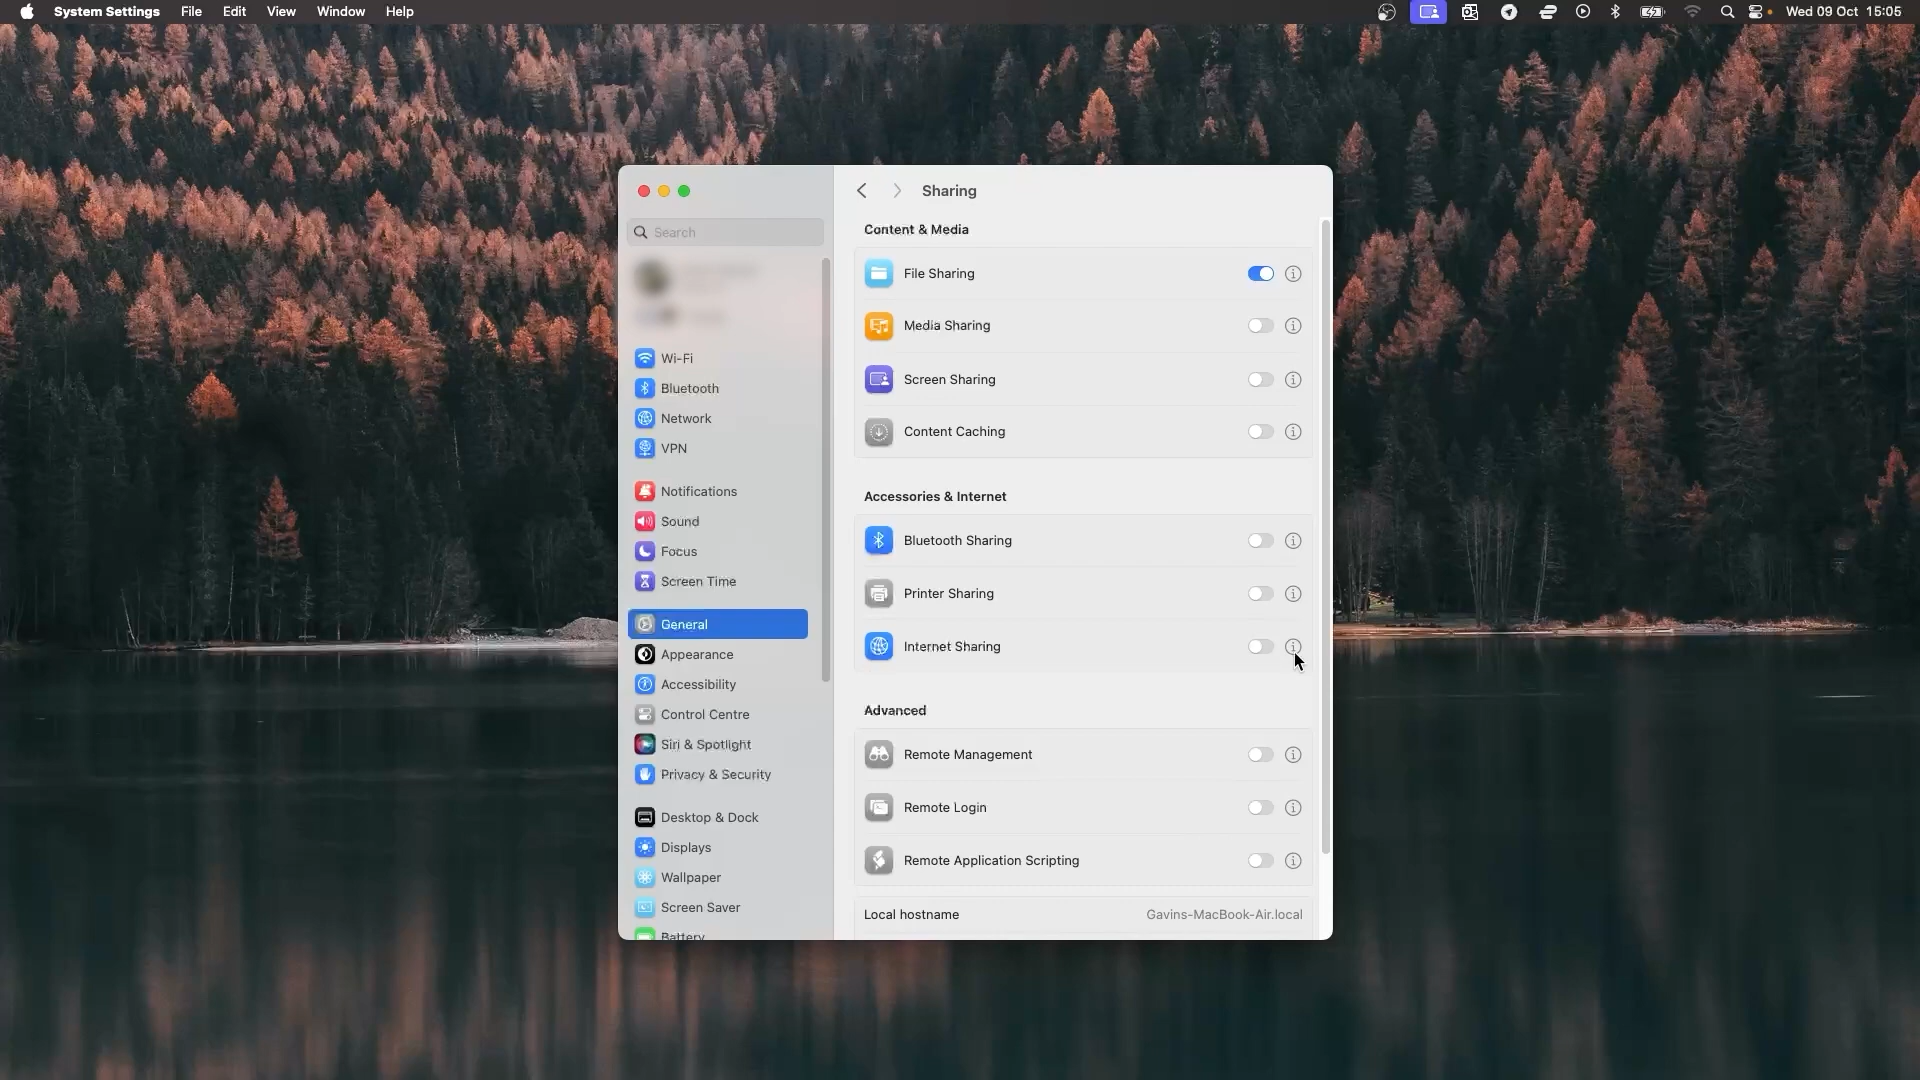 System Settings File Edit View Window Help Wed 09 Oct 15:05
Sharing
Search
Wi-Fi
Bluetooth
Network
VPN
Notifications
Sound
Focus
Screen Time
General
Appearance
Accessibility
Control Centre
Siri & Spotlight
Privacy & Security
Desktop & Dock
Displays
Wallpaper
Screen Saver
Battery
Content & Media
File Sharing
Media Sharing
Screen Sharing
Content Caching
Accessories & Internet
Bluetooth Sharing
Printer Sharing
Internet Sharing
Advanced
Remote Management
Remote Login
Remote Application Scripting
Local hostname Gavins-MacBook-Air.local